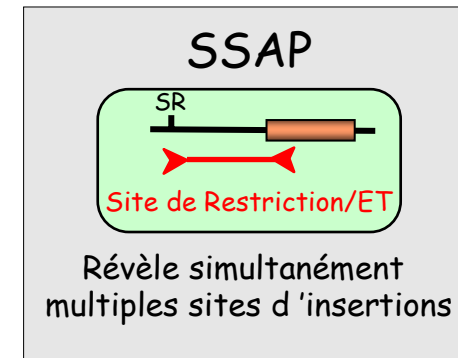 SSAP
SR
Site de Restriction/ET
Révèle simultanément
multiples sites d 'insertions